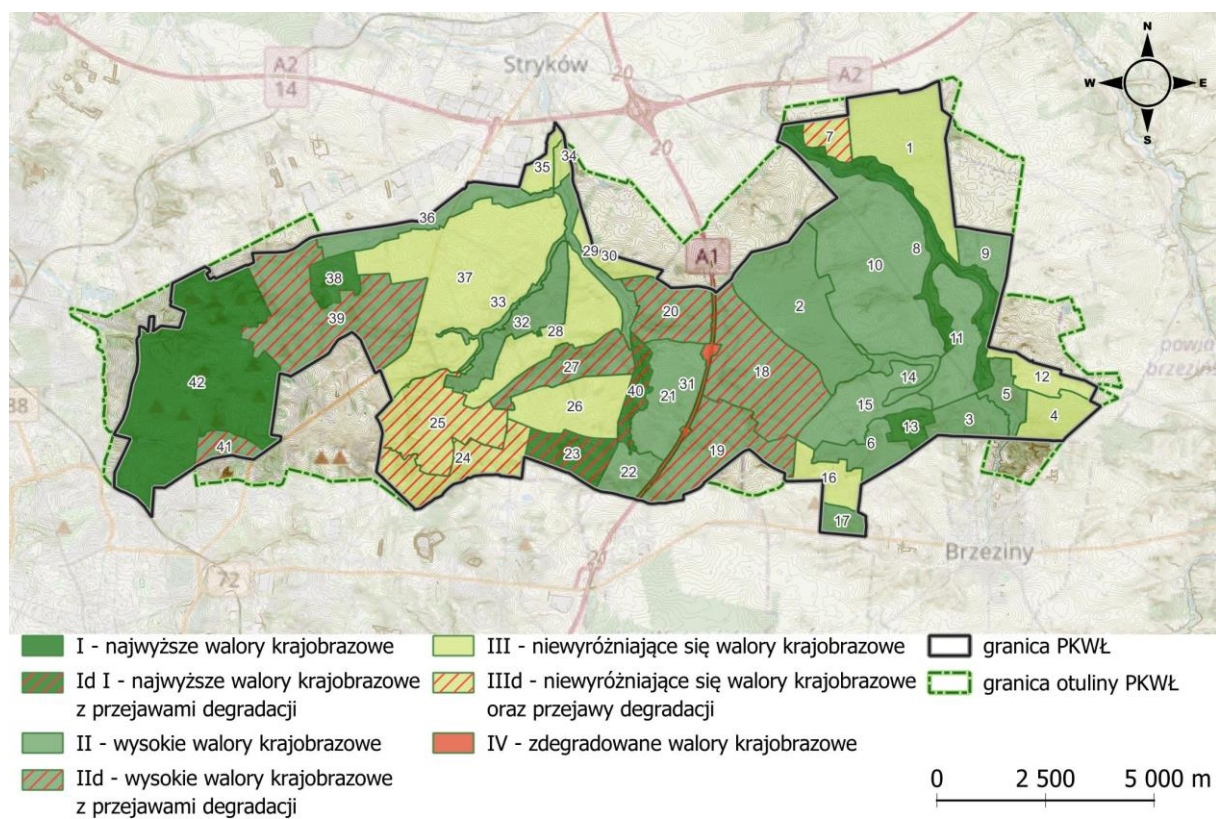 N
W E
S
A2
14
Stryków
20
A2
20
7
1
35
34
36
29
30
A1
8
9
10
38
37
33
2
39
32
20
11
28
27
18
14
12
42
40
21
31
5
26
15
4
25
13
3
41
23
6
24
19
16
22
17
72
Brzeziny
I - najwyższe walory krajobrazowe
Id I - najwyższe walory krajobrazowe
z przejawami degradacji
II - wysokie walory krajobrazowe
IId - wysokie walory krajobrazowe
z przejawami degradacji
III - niewyróżniające się walory krajobrazowe
IIId - niewyróżniające się walory krajobrazowe
oraz przejawy degradacji
IV - zdegradowane walory krajobrazowe
granica PKWŁ
granica otuliny PKWŁ
0 2 500 5 000 m